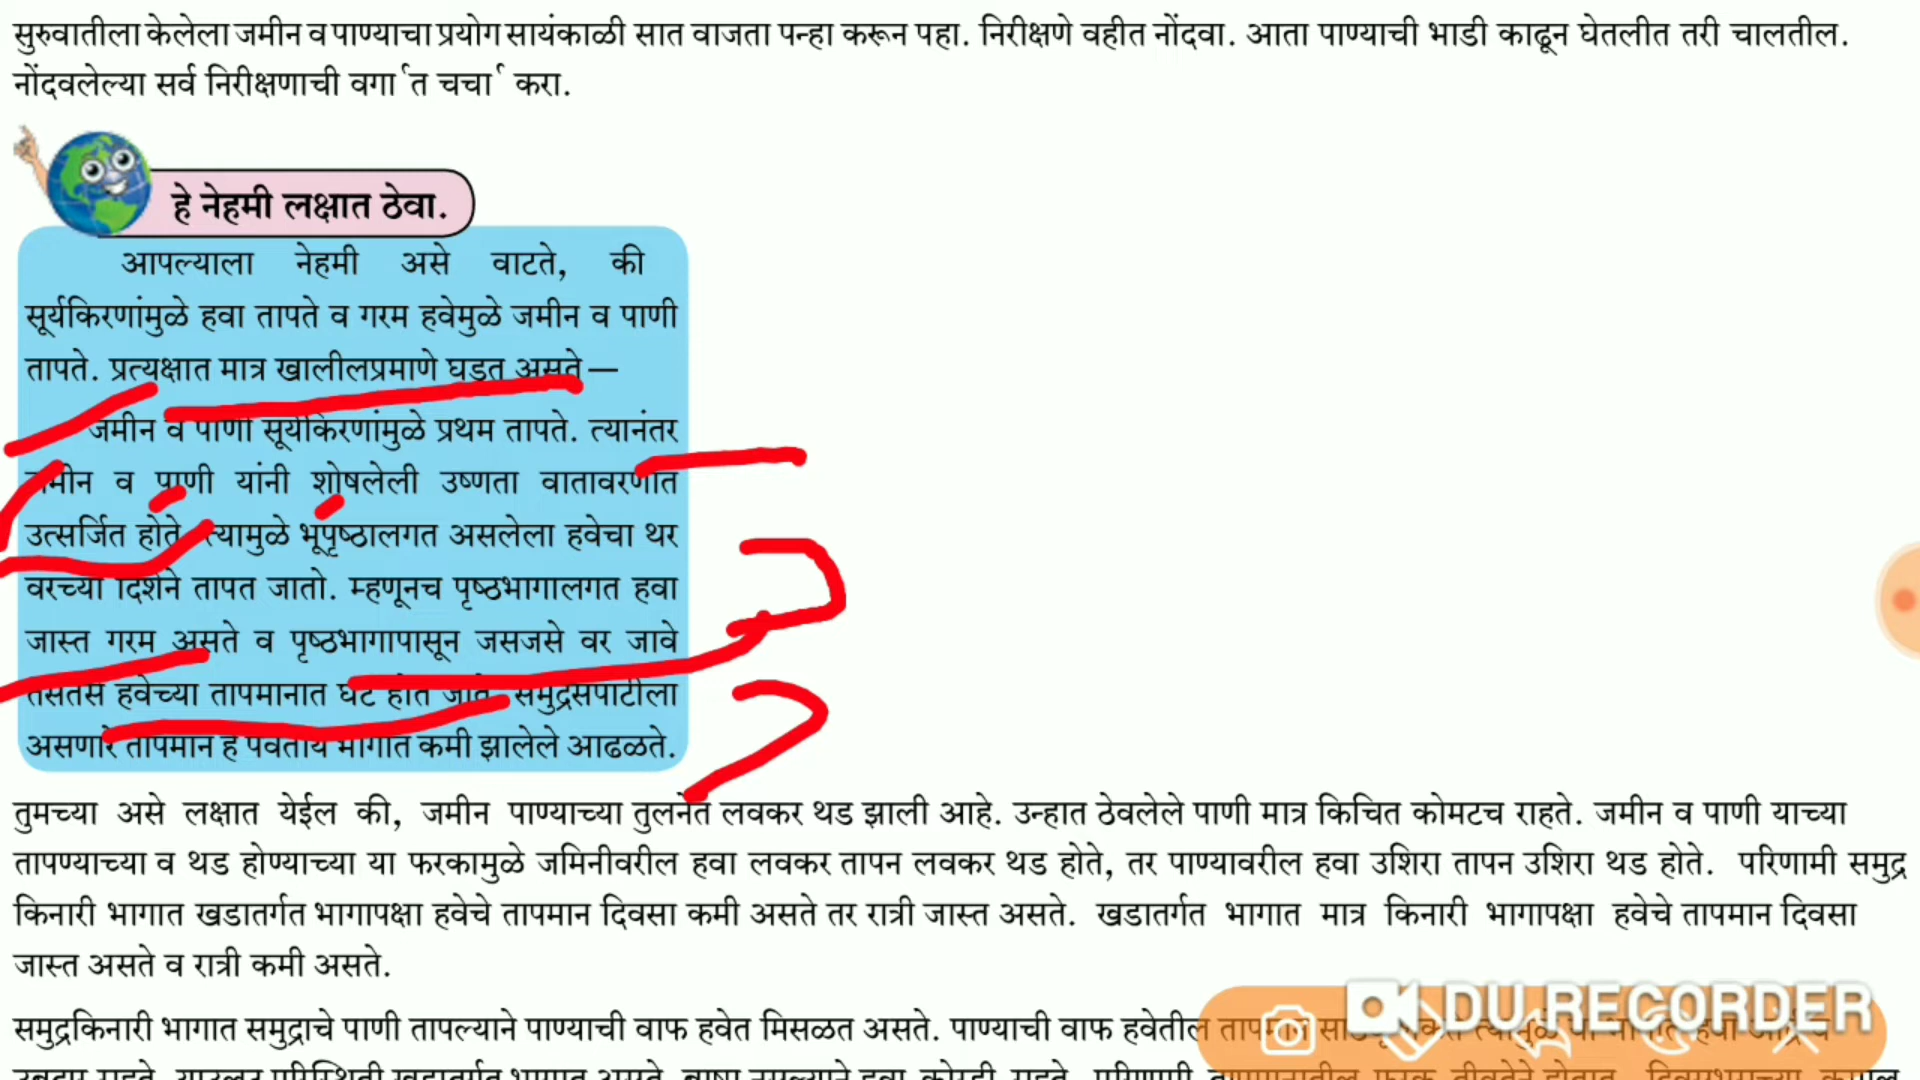 सुरुवातीला केलेला जमीन व पाण्याचा प्रयोग सायंकाळी सात वाजता पन्हा करून पहा. निरीक्षणे वहीत नोंदवा. आता पाण्याची भाडी काढून घेतलीत तरी चालतील.
नोंदवलेल्या सर्व निरीक्षणाची वर्गात चर्चा करा.
हे नेहमी लक्षात ठेवा.
आपल्याला नेहमी असे वाटते, की
सूर्यकिरणांमुळे हवा तापते व गरम हवेमुळे जमीन व पाणी
तापते. प्रत्यक्षात मात्र खालीलप्रमाणे घडत असते –
जमीन व पाणी सूर्यकिरणांमुळे प्रथम तापते. त्यानंतर
जमीन व पाणी यांनी शोषलेली उष्णता वातावरणात
उत्सर्जित होते. त्यामुळे भूपृष्ठालगत असलेला हवेचा थर
वरच्या दिशेने तापत जातो. म्हणूनच पृष्ठभागालगत हवा
जास्त गरम असते व पृष्ठभागापासून जसजसे वर जावे
तसतसे हवेच्या तापमानात घट होत जाते. समुद्रसपाटीला
असणारे तापमान हे पर्वतीय भागात कमी झालेले आढळते.
तुमच्या असे लक्षात येईल की, जमीन पाण्याच्या तुलनेत लवकर थड झाली आहे. उन्हात ठेवलेले पाणी मात्र किचित कोमटच राहते. जमीन व पाणी याच्या
तापण्याच्या व थड होण्याच्या या फरकामुळे जमिनीवरील हवा लवकर तापन लवकर थड होते, तर पाण्यावरील हवा उशिरा तापन उशिरा थड होते. परिणामी समुद्र
किनारी भागात खडातर्गत भागापक्षा हवेचे तापमान दिवसा कमी असते तर रात्री जास्त असते. खडातर्गत भागात मात्र किनारी भागापक्षा हवेचे तापमान दिवसा
जास्त असते व रात्री कमी असते.
समुद्रकिनारी भागात समुद्राचे पाणी तापल्याने पाण्याची वाफ हवेत मिसळत असते. पाण्याची वाफ हवेतील तापमान
DU RECORDER